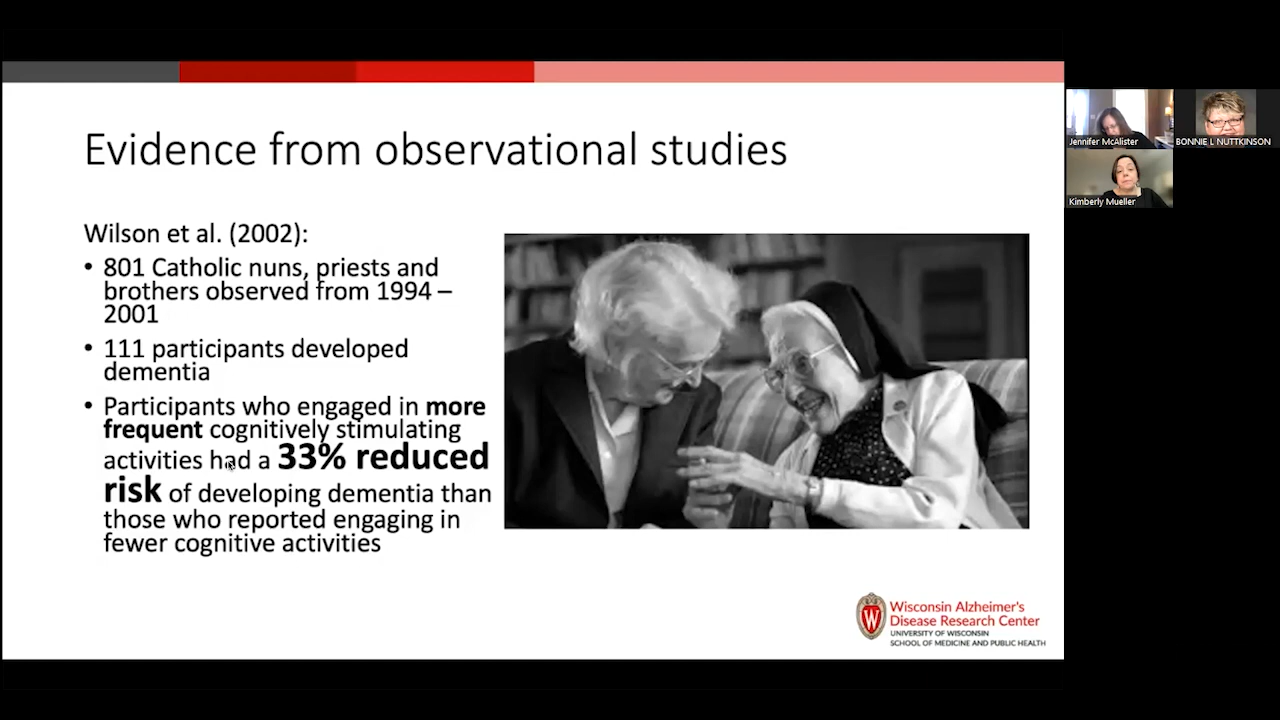 Evidence from observational studies
Wilson et al. (2002):
• 801 Catholic nuns, priests and
brothers observed from 1994 –
2001
• 111 participants developed
dementia
• Participants who engaged in more
frequent cognitively stimulating
activities had a 33% reduced
risk of developing dementia than
those who reported engaging in
fewer cognitive activities
W
Wisconsin Alzheimer's
Disease Research Center
UNIVERSITY OF WISCONSIN
SCHOOL OF MEDICINE AND PUBLIC HEALTH
Jennifer McAlister
BONNIE L NUTTKINSON
Kimberly Mueller